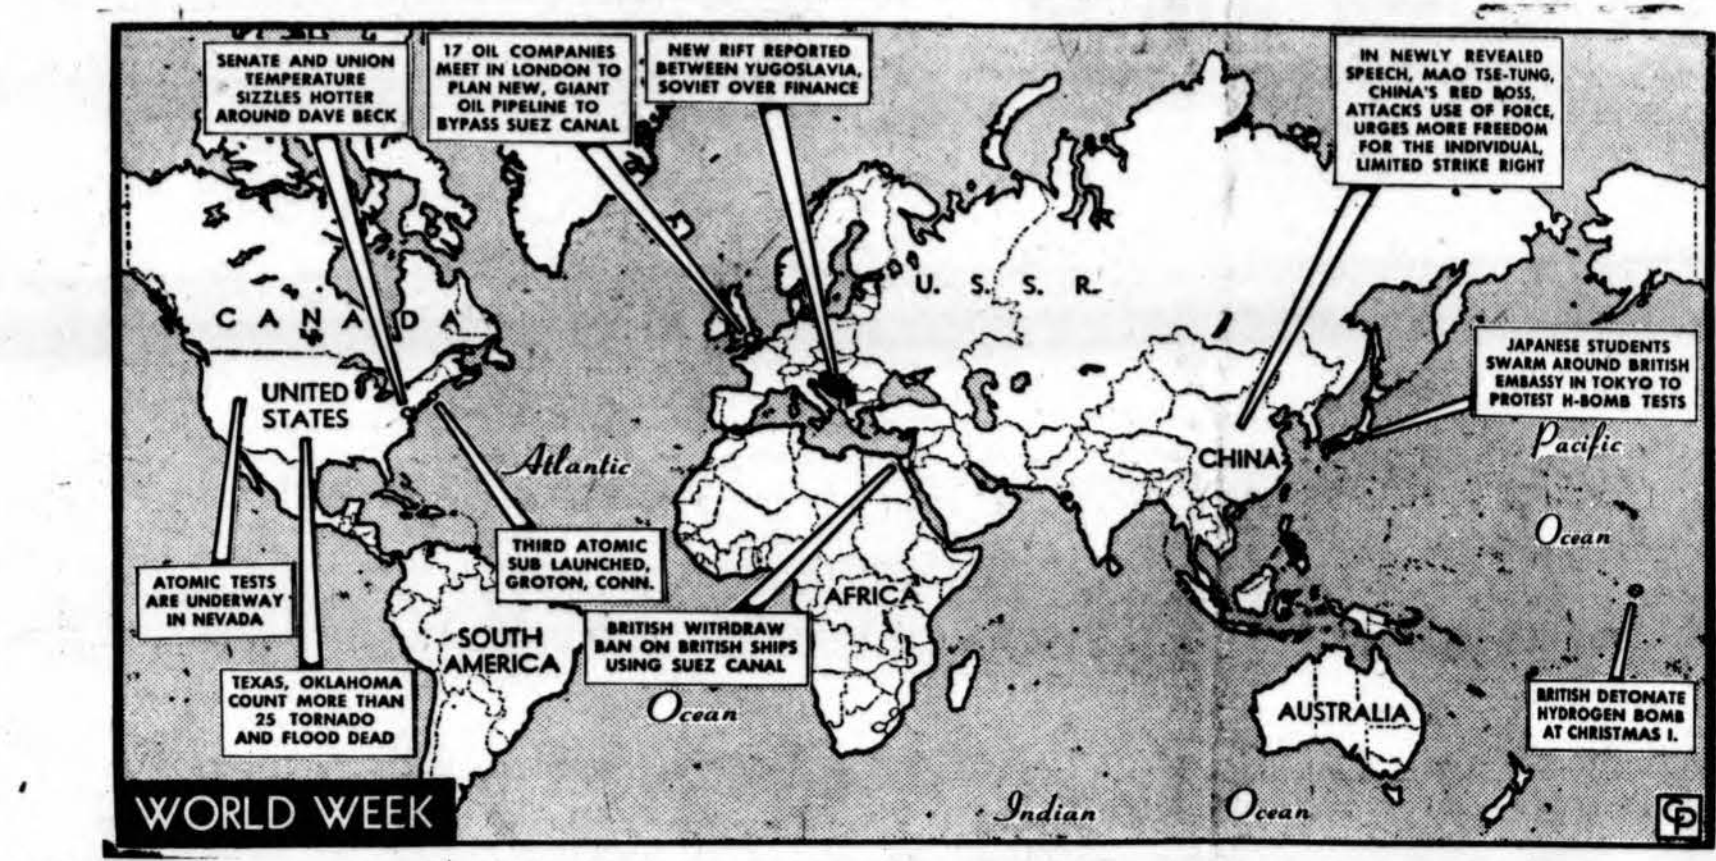 SENATE AND UNION
TEMPERATURE
SIZZLES HOTTER
AROUND DAVE BECK
17 OIL COMPANIES
MEET IN LONDON TO
PLAN NEW, GIANT
OIL PIPELINE TO
BYPASS SUEZ CANAL
NEW RIFT REPORTED
BETWEEN YUGOSLAVIA,
SOVIET OVER FINANCE
IN NEWLY REVEALED
SPEECH, MAO TSE-TUNG,
CHINA'S RED BOSS,
ATTACKS USE OF FORCE,
URGES MORE FREEDOM
FOR THE INDIVIDUAL,
LIMITED STRIKE RIGHT
U. S. S. R.
CANADA
UNITED
STATES
JAPANESE STUDENTS
SWARM AROUND BRITISH
EMBASSY IN TOKYO TO
PROTEST H-BOMB TESTS
Atlantic
CHINA
Pacific
Ocean
THIRD ATOMIC
SUB LAUNCHED,
GROTON, CONN.
ATOMIC TESTS
ARE UNDERWAY
IN NEVADA
AFRICA
SOUTH
AMERICA
BRITISH WITHDRAW
BAN ON BRITISH SHIPS
USING SUEZ CANAL
TEXAS, OKLAHOMA
COUNT MORE THAN
25 TORNADO
AND FLOOD DEAD
Ocean
AUSTRALIA
BRITISH DETONATE
HYDROGEN BOMB
AT CHRISTMAS I.
WORLD WEEK
Indian Ocean
CP